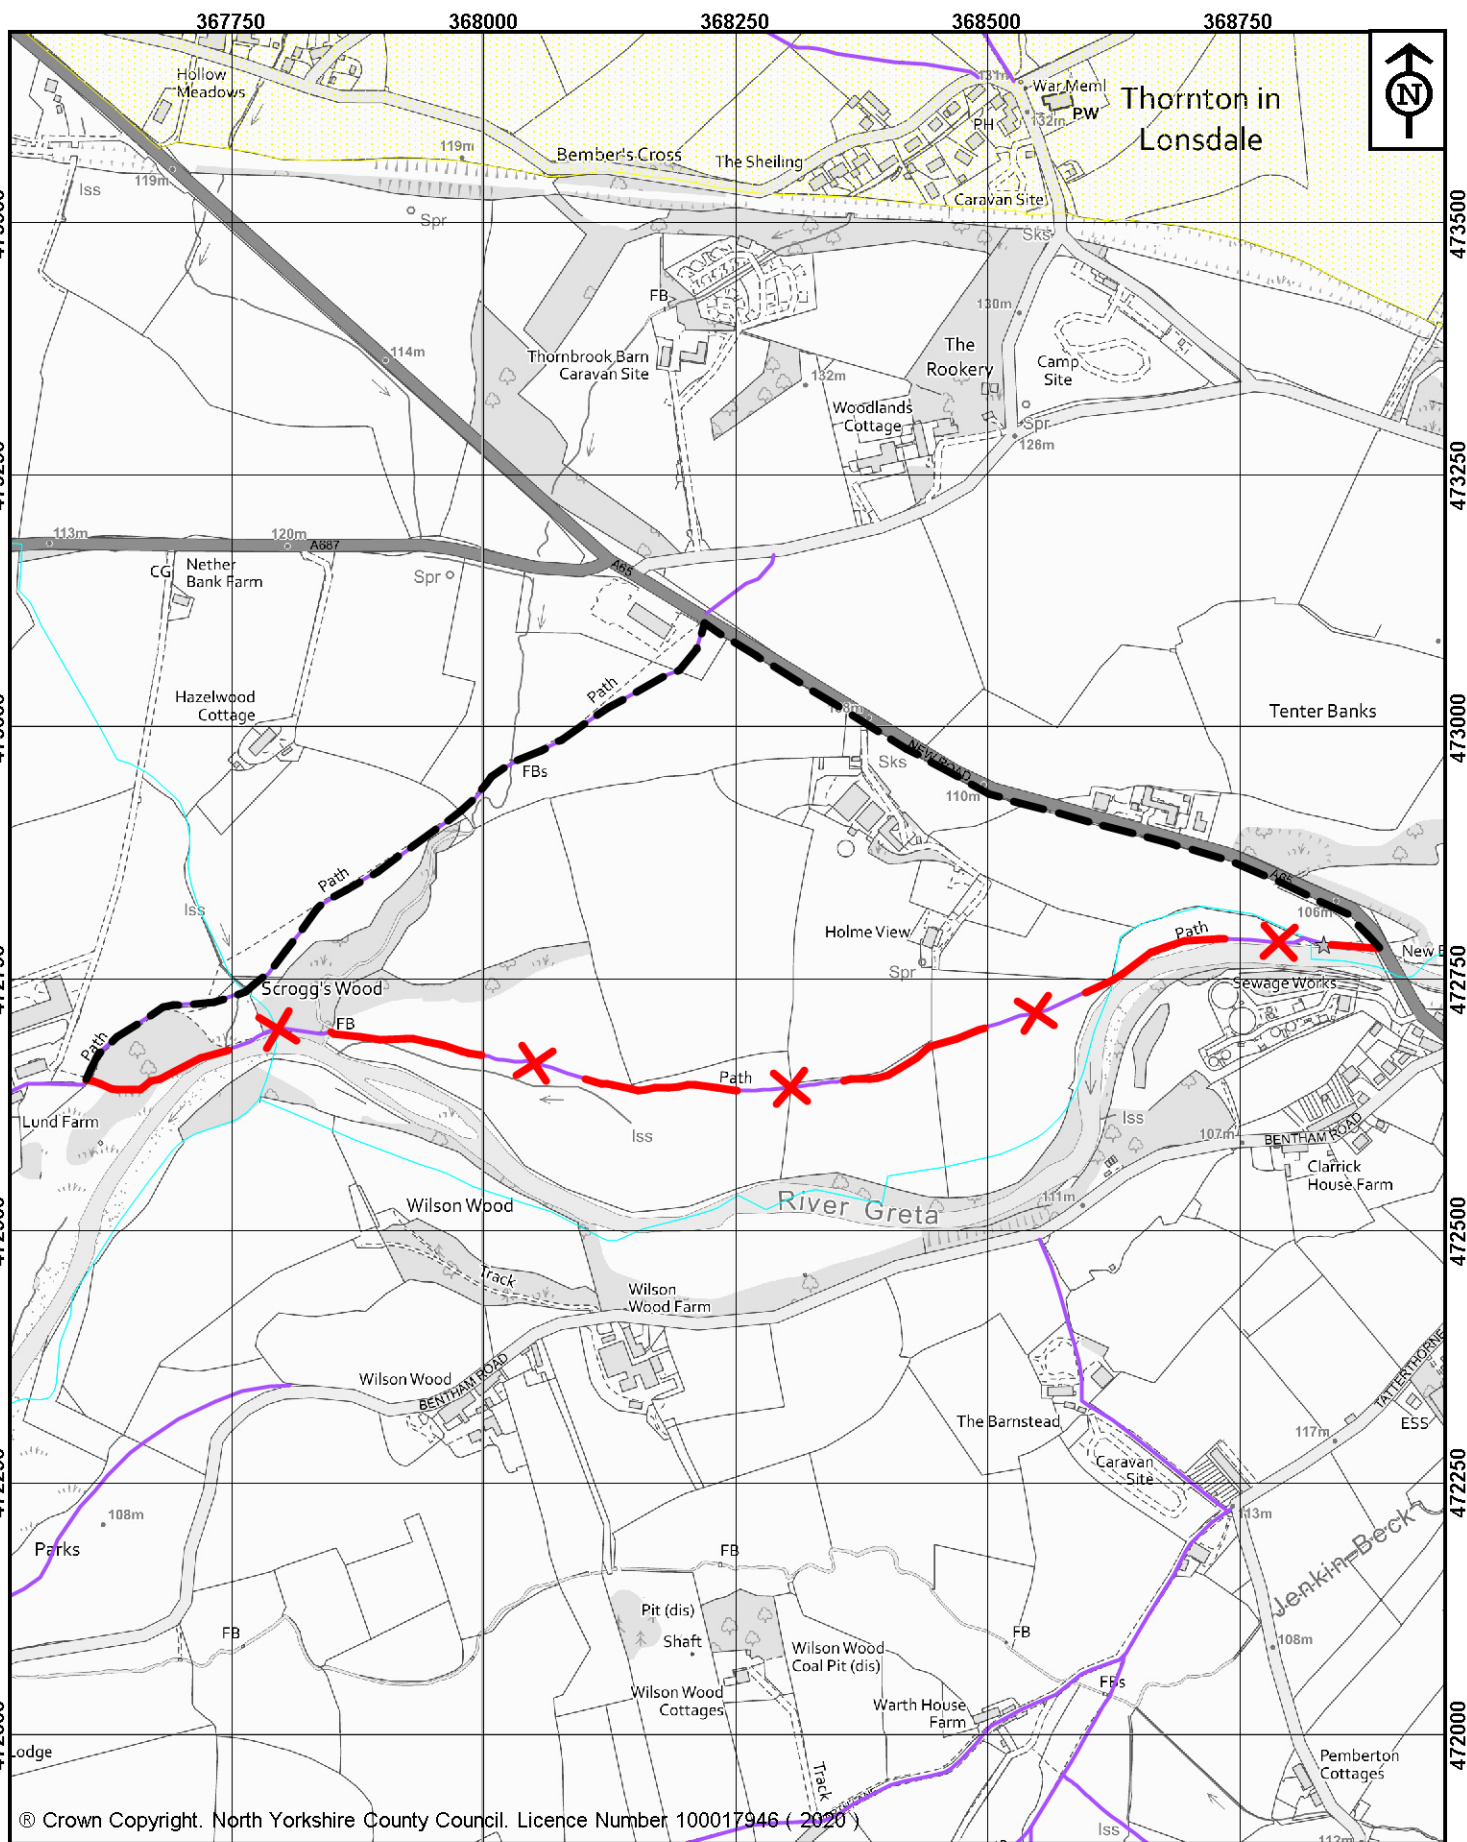 367750 368000 368250 368500 368750
Hollow
Meadows
131m
War Meml
PW
132m
PH
Thornton in
Lonsdale
N
119m
Bember's Cross
The Sheiling
119m
Iss
Spr
Caravan Site
Sks
473500
FB
130m
The
Rookery
Camp
Site
114m
Thornbrook Barn
Caravan Site
132m
Woodlands
Cottage
Spr
126m
473250
113m
120m
A687
CG
Nether
Bank Farm
Spr
A65
Path
Hazelwood
Cottage
108m
Tenter Banks
473000
FBs
Sks
NEW ROAD
110m
Path
A65
106m
Iss
Holme View
Path
New
Spr
472750
Scrogg's Wood
Sewage Works
FB
Path
Path
Lund Farm
Iss
Iss
107m
BENTHAM ROAD
Clarrick
House Farm
Wilson Wood
River Greta
111m
472500
Track
Wilson
Wood Farm
Wilson Wood
BENTHAM ROAD
TATTERTHORNE
The Barnstead
ESS
117m
Caravan
Site
472250
108m
113m
Parks
FB
Jenkin Beck
Pit (dis)
Shaft
FB
FB
108m
Wilson Wood
Coal Pit (dis)
Wilson Wood
Cottages
FBs
Warth House
Farm
472000
Lodge
Pemberton
Cottages
Track
® Crown Copyright. North Yorkshire County Council. Licence Number 100017946 ( 2020 )
Iss
112m